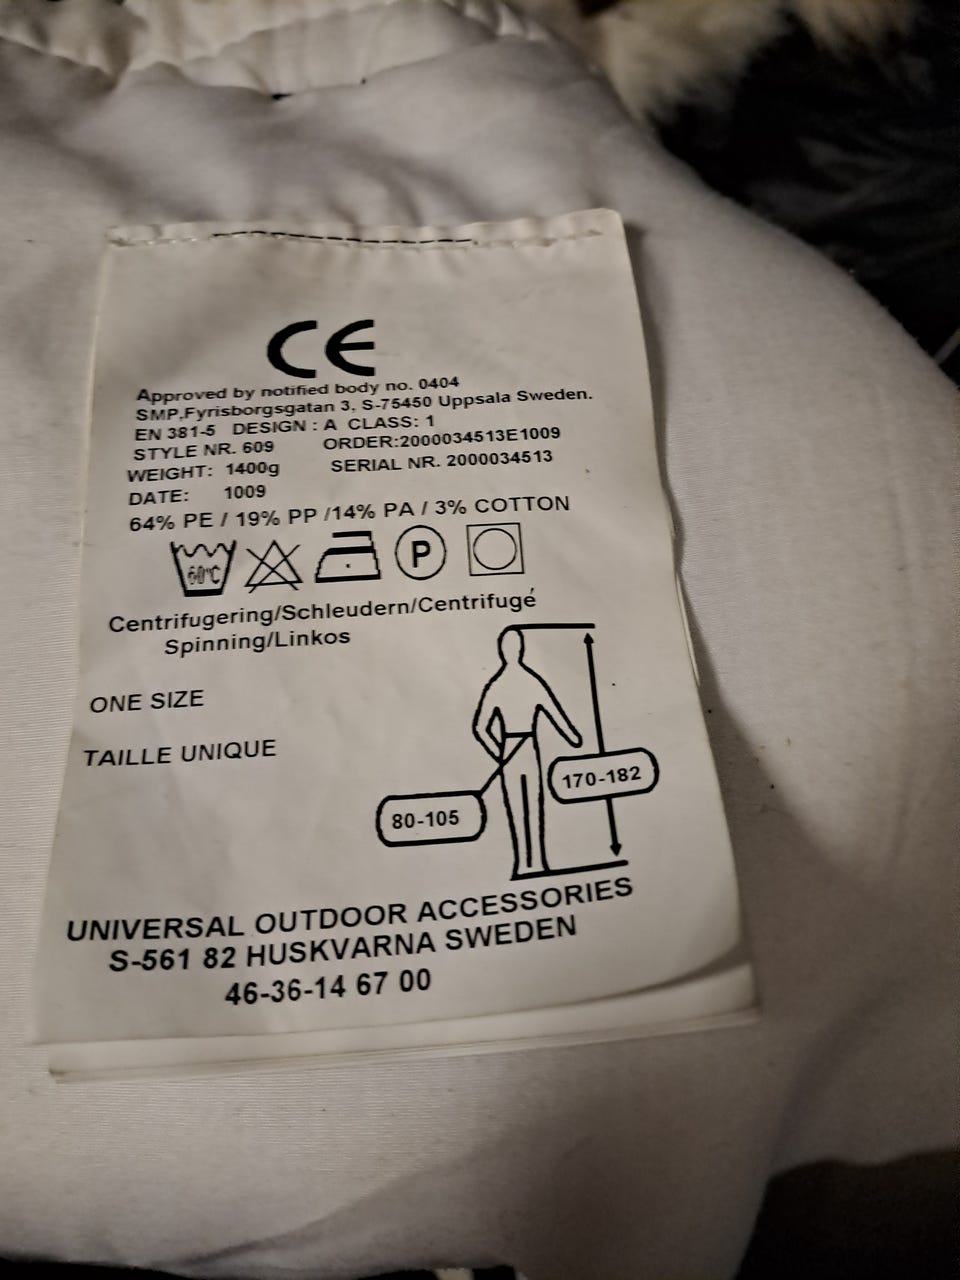 CE
Approved by notified body no. 0404
SMP,Fyrisborgsgatan 3, S-75450 Uppsala Sweden.
EN 381-5 DESIGN : A CLASS: 1
STYLE NR. 609 ORDER:2000034513E1009
WEIGHT: 1400g SERIAL NR. 2000034513
DATE: 1009
64% PE / 19% PP /14% PA / 3% COTTON
60°C P
Centrifugering/Schleudern/Centrifugé
Spinning/Linkos
ONE SIZE
TAILLE UNIQUE
170-182
80-105
UNIVERSAL OUTDOOR ACCESSORIES
S-561 82 HUSKVARNA SWEDEN
46-36-14 67 00